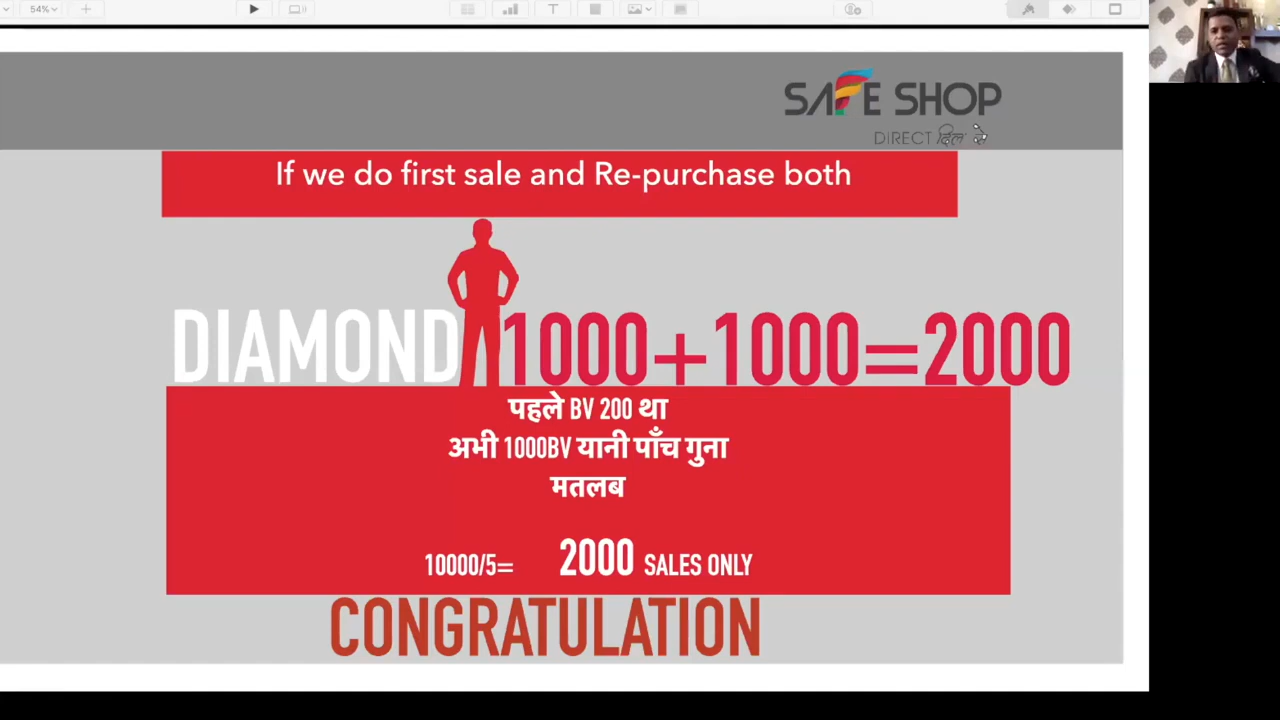 54%
SAFE SHOP
DIRECT दिल से
If we do first sale and Re-purchase both
DIAMOND 1000+1000=2000
पहले BV 200 था
अभी 1000BV यानी पाँच गुना
मतलब
10000/5= 2000 SALES ONLY
CONGRATULATION